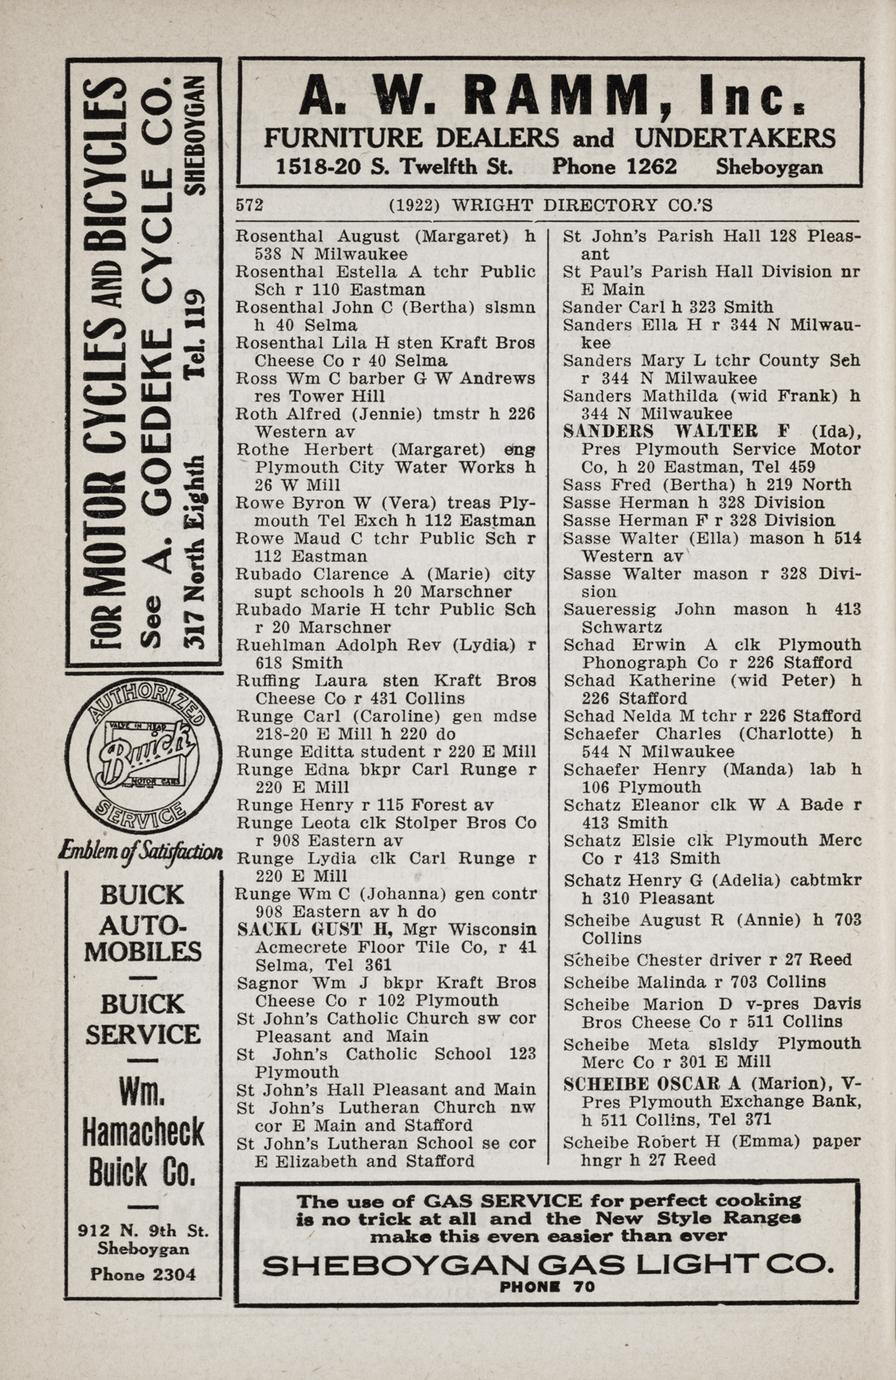 FOR MOTOR CYCLES AND BICYCLES
See A. GOEDEKE CYCLE CO.
317 North Eighth Tel. 119 SHEBOYGAN
AUTHORIZED
VALVE IN HEAD
Buick
MOTOR CARS
SERVICE
Emblem of Satisfaction
BUICK
AUTO-
MOBILES
BUICK
SERVICE
Wm.
Hamacheck
Buick Co.
912 N. 9th St.
Sheboygan
Phone 2304
A. W. RAMM, Inc.
FURNITURE DEALERS and UNDERTAKERS
1518-20 S. Twelfth St. Phone 1262 Sheboygan
572 (1922) WRIGHT DIRECTORY CO.'S
Rosenthal August (Margaret) h
538 N Milwaukee
Rosenthal Estella A tchr Public
Sch r 110 Eastman
Rosenthal John C (Bertha) slsmn
h 40 Selma
Rosenthal Lila H sten Kraft Bros
Cheese Co r 40 Selma
Ross Wm C barber G W Andrews
res Tower Hill
Roth Alfred (Jennie) tmstr h 226
Western av
Rothe Herbert (Margaret) eng
Plymouth City Water Works h
26 W Mill
Rowe Byron W (Vera) treas Ply-
mouth Tel Exch h 112 Eastman
Rowe Maud C tchr Public Sch r
112 Eastman
Rubado Clarence A (Marie) city
supt schools h 20 Marschner
Rubado Marie H tchr Public Sch
r 20 Marschner
Ruehlman Adolph Rev (Lydia) r
618 Smith
Ruffing Laura sten Kraft Bros
Cheese Co r 431 Collins
Runge Carl (Caroline) gen mdse
218-20 E Mill h 220 do
Runge Editta student r 220 E Mill
Runge Edna bkpr Carl Runge r
220 E Mill
Runge Henry r 115 Forest av
Runge Leota clk Stolper Bros Co
r 908 Eastern av
Runge Lydia clk Carl Runge r
220 E Mill
Runge Wm C (Johanna) gen contr
908 Eastern av h do
SACKL GUST H, Mgr Wisconsin
Acmecrete Floor Tile Co, r 41
Selma, Tel 361
Sagnor Wm J bkpr Kraft Bros
Cheese Co r 102 Plymouth
St John's Catholic Church sw cor
Pleasant and Main
St John's Catholic School 123
Plymouth
St John's Hall Pleasant and Main
St John's Lutheran Church nw
cor E Main and Stafford
St John's Lutheran School se cor
E Elizabeth and Stafford
St John's Parish Hall 128 Pleas-
ant
St Paul's Parish Hall Division nr
E Main
Sander Carl h 323 Smith
Sanders Ella H r 344 N Milwau-
kee
Sanders Mary L tchr County Sch
r 344 N Milwaukee
Sanders Mathilda (wid Frank) h
344 N Milwaukee
SANDERS WALTER F (Ida),
Pres Plymouth Service Motor
Co, h 20 Eastman, Tel 459
Sass Fred (Bertha) h 219 North
Sasse Herman h 328 Division
Sasse Herman F r 328 Division
Sasse Walter (Ella) mason h 514
Western av
Sasse Walter mason r 328 Divi-
sion
Saueressig John mason h 413
Schwartz
Schad Erwin A clk Plymouth
Phonograph Co r 226 Stafford
Schad Katherine (wid Peter) h
226 Stafford
Schad Nelda M tchr r 226 Stafford
Schaefer Charles (Charlotte) h
544 N Milwaukee
Schaefer Henry (Manda) lab h
106 Plymouth
Schatz Eleanor clk W A Bade r
413 Smith
Schatz Elsie clk Plymouth Merc
Co r 413 Smith
Schatz Henry G (Adelia) cabtmkr
h 310 Pleasant
Scheibe August R (Annie) h 703
Collins
Scheibe Chester driver r 27 Reed
Scheibe Malinda r 703 Collins
Scheibe Marion D v-pres Davis
Bros Cheese Co r 511 Collins
Scheibe Meta slsldy Plymouth
Merc Co r 301 E Mill
SCHEIBE OSCAR A (Marion), V-
Pres Plymouth Exchange Bank,
h 511 Collins, Tel 371
Scheibe Robert H (Emma) paper
hngr h 27 Reed
The use of GAS SERVICE for perfect cooking
is no trick at all and the New Style Ranges
make this even easier than ever
SHEBOYGAN GAS LIGHT CO.
PHONE 70